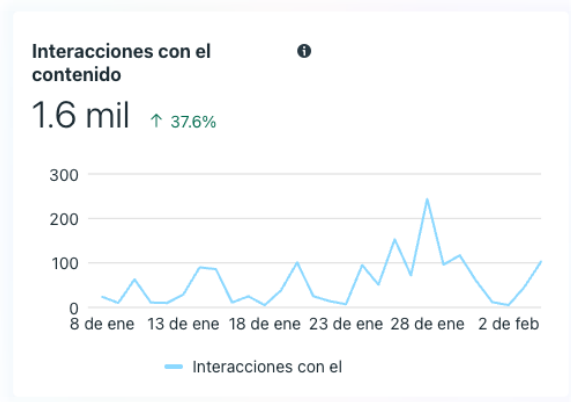 Interacciones con el
contenido
1.6 mil ↑ 37.6%
300
200
100
0
8 de ene 13 de ene 18 de ene 23 de ene 28 de ene 2 de feb
Interacciones con el